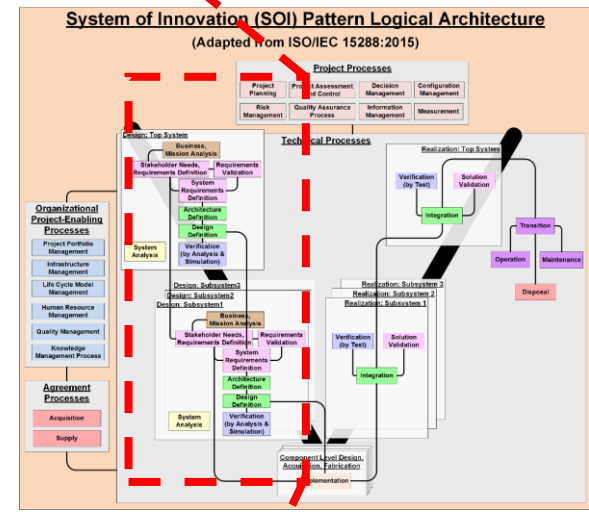 System of Innovation (SOI) Pattern Logical Architecture
(Adapted from ISO/IEC 15288:2015)
Project Processes
Project
Planning
Project Assessment
and Control
Decision
Management
Configuration
Management
Risk
Management
Quality Assurance
Process
Information
Management
Measurement
Technical Processes
Design: Top System
Business,
Mission Analysis
Stakeholder Needs,
Requirements Definition
Requirements
Validation
System
Requirements
Definition
Architecture
Definition
Design
Definition
System
Analysis
Verification
(by Analysis &
Simulation)
Realization: Top System
Verification
(by Test)
Solution
Validation
Integration
Transition
Operation
Maintenance
Disposal
Organizational
Project-Enabling
Processes
Project Portfolio
Management
Infrastructure
Management
Life Cycle Model
Management
Human Resource
Management
Quality Management
Knowledge
Management Process
Agreement
Processes
Acquisition
Supply
Design: Subsystem3
Design: Subsystem2
Design: Subsystem1
Business,
Mission Analysis
Stakeholder Needs,
Requirements Definition
Requirements
Validation
System
Requirements
Definition
Architecture
Definition
Design
Definition
System
Analysis
Verification
(by Analysis &
Simulation)
Realization: Subsystem 3
Realization: Subsystem 2
Realization: Subsystem 1
Verification
(by Test)
Solution
Validation
Integration
Component Level Design,
Acquisition, Fabrication
Implementation